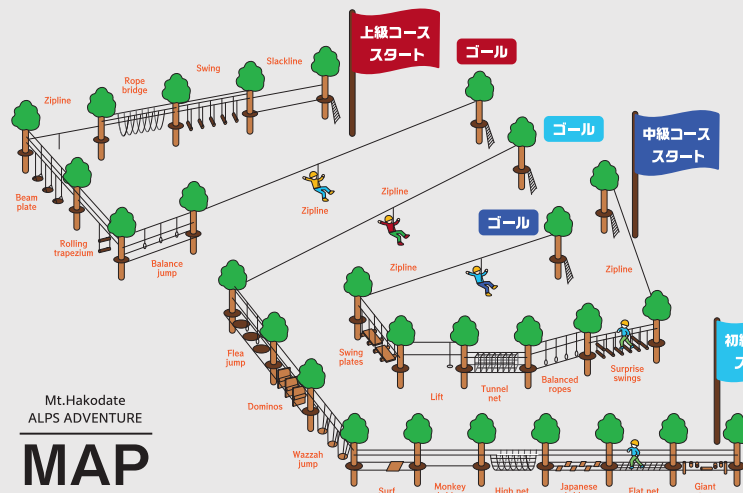 上級コース
スタート
ゴール
Slackline
Swing
Rope
bridge
Zipline
Beam
plate
Rolling
trapezium
Balance
jump
Zipline
ゴール
Zipline
中級コース
スタート
ゴール
Zipline
Zipline
Surprise
swings
Balanced
ropes
Tunnel
net
Lift
Swing
plates
Flea
jump
Dominos
Wazzah
jump
Surf
Monkey
High net
Japanese
Flat net
Giant
Mt.Hakodate
ALPS ADVENTURE
MAP